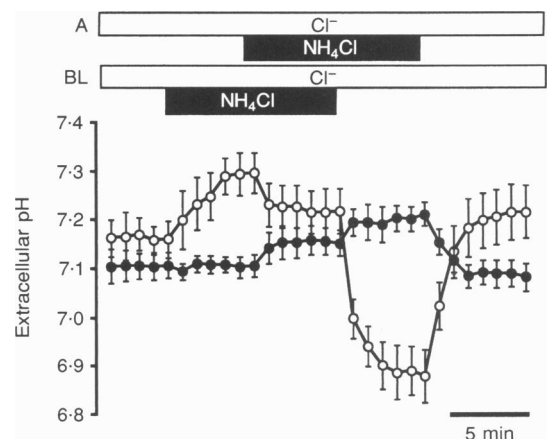 A Cl⁻
NH₄Cl
BL Cl⁻
NH₄Cl
7·4
7·3
7·2
7·1
7·0
6·9
6·8
Extracellular pH
5 min